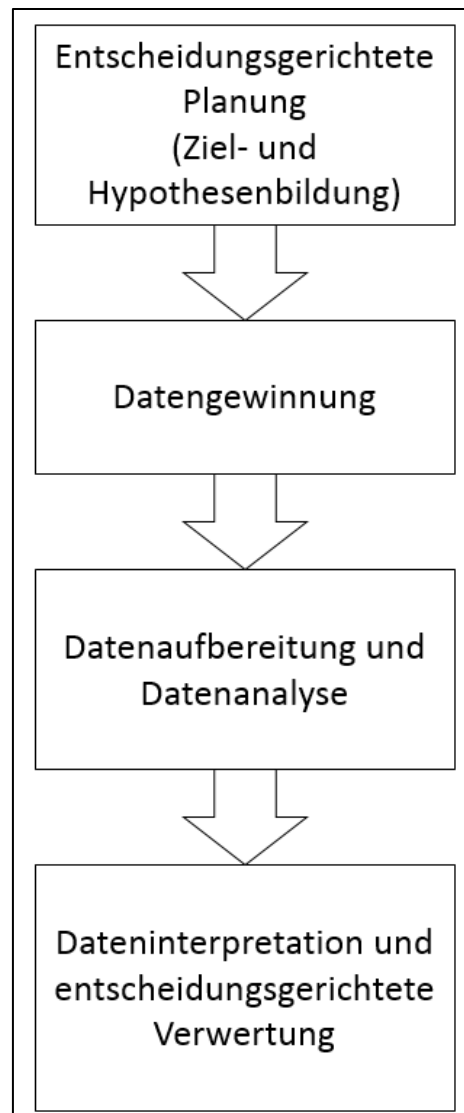 Entscheidungsgerichtete
Planung
(Ziel- und
Hypothesenbildung)
Datengewinnung
Datenaufbereitung und
Datenanalyse
Dateninterpretation und
entscheidungsgerichtete
Verwertung